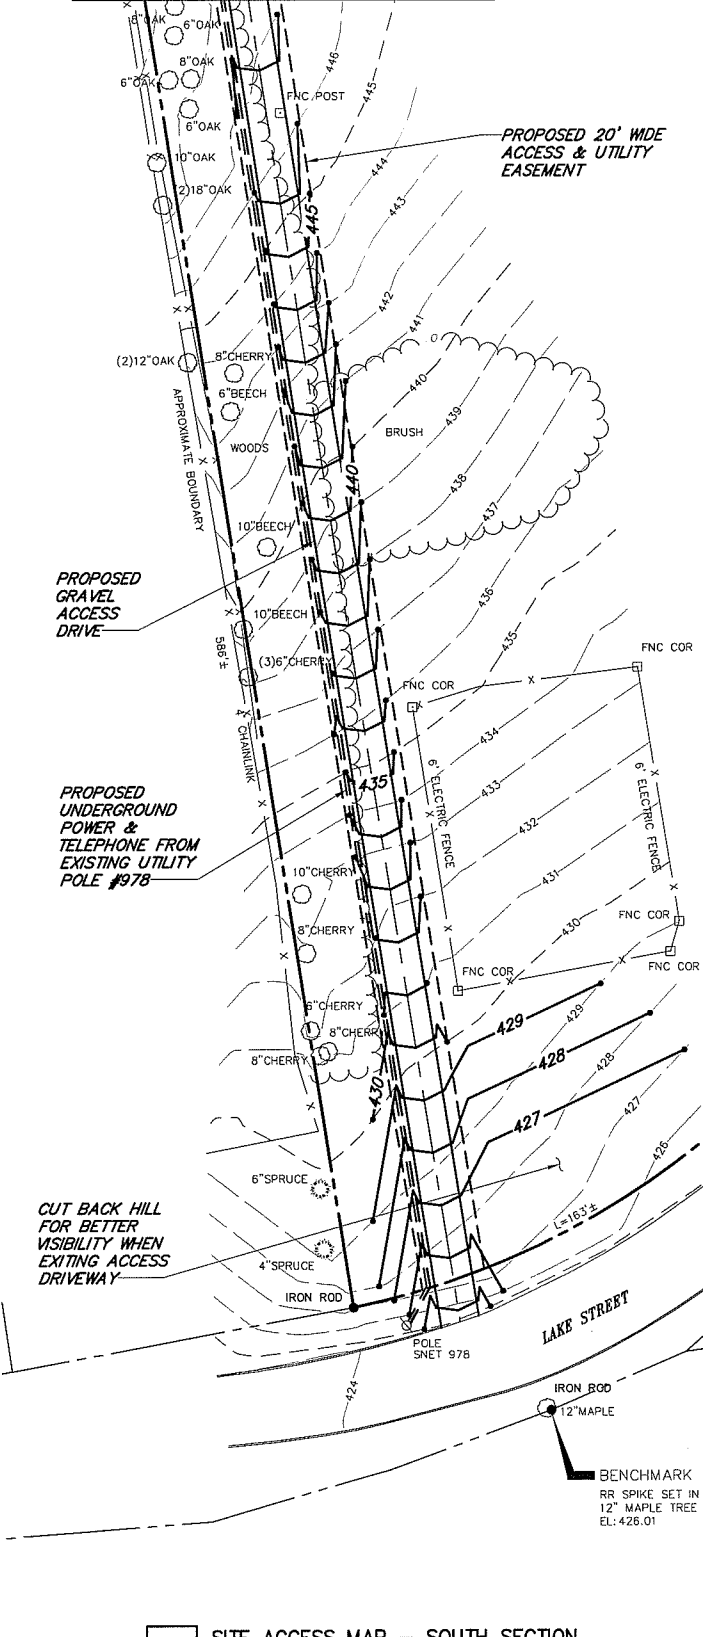 8"OAK
6"OAK
8"OAK
6"OAK
6"OAK
10"OAK
(2)18"OAK
FNC POST
446
445
444
443
442
441
440
439
438
437
436
435
434
433
432
431
430
429
428
427
426
PROPOSED 20' WIDE
ACCESS & UTILITY
EASEMENT
445
(2)12"OAK
8"CHERRY
6"BEECH
WOODS
BRUSH
APPROXIMATE BOUNDARY
440
10"BEECH
PROPOSED
GRAVEL
ACCESS
DRIVE
10"BEECH
586'±
(3)6"CHERRY
4' CHAINLINK
FNC COR
FNC COR
6' ELECTRIC FENCE
6' ELECTRIC FENCE
435
PROPOSED
UNDERGROUND
POWER &
TELEPHONE FROM
EXISTING UTILITY
POLE #978
10"CHERRY
8"CHERRY
FNC COR
FNC COR
FNC COR
6"CHERRY
8"CHERR
8"CHERRY
430
429
428
427
6"SPRUCE
4"SPRUCE
CUT BACK HILL
FOR BETTER
VISIBILITY WHEN
EXITING ACCESS
DRIVEWAY
L=163'±
IRON ROD
LAKE STREET
POLE
SNET 978
424
IRON ROD
12"MAPLE
BENCHMARK
RR SPIKE SET IN
12" MAPLE TREE
EL: 426.01
SITE ACCESS MAP – SOUTH SECTION